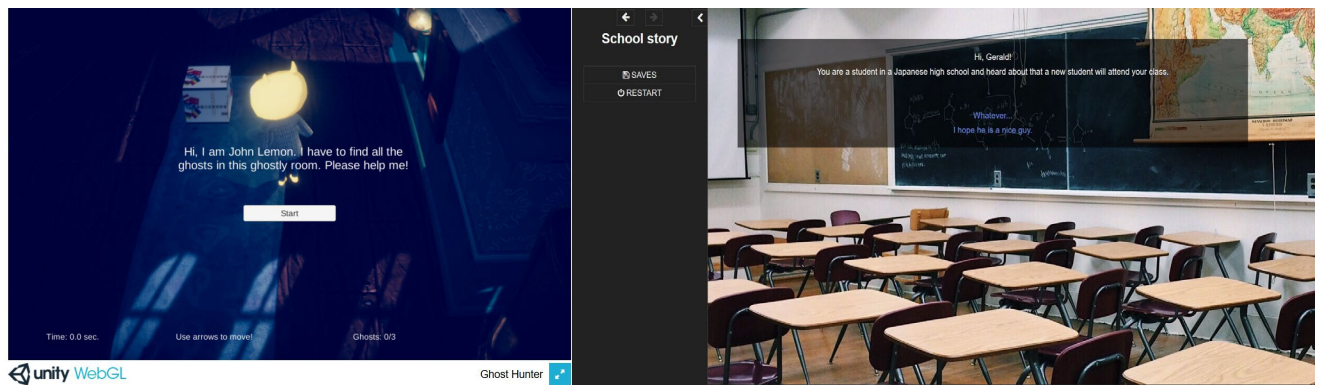 Hi, I am John Lemon. I have to find all the
ghosts in this ghostly room. Please help me!
Start
Time: 0.0 sec.
Use arrows to move!
Ghosts: 0/3
unity WebGL
Ghost Hunter
School story
SAVES
RESTART
Hi, Gerald!
You are a student in a Japanese high school and heard about that a new student will attend your class.
Whatever...
I hope he is a nice guy.